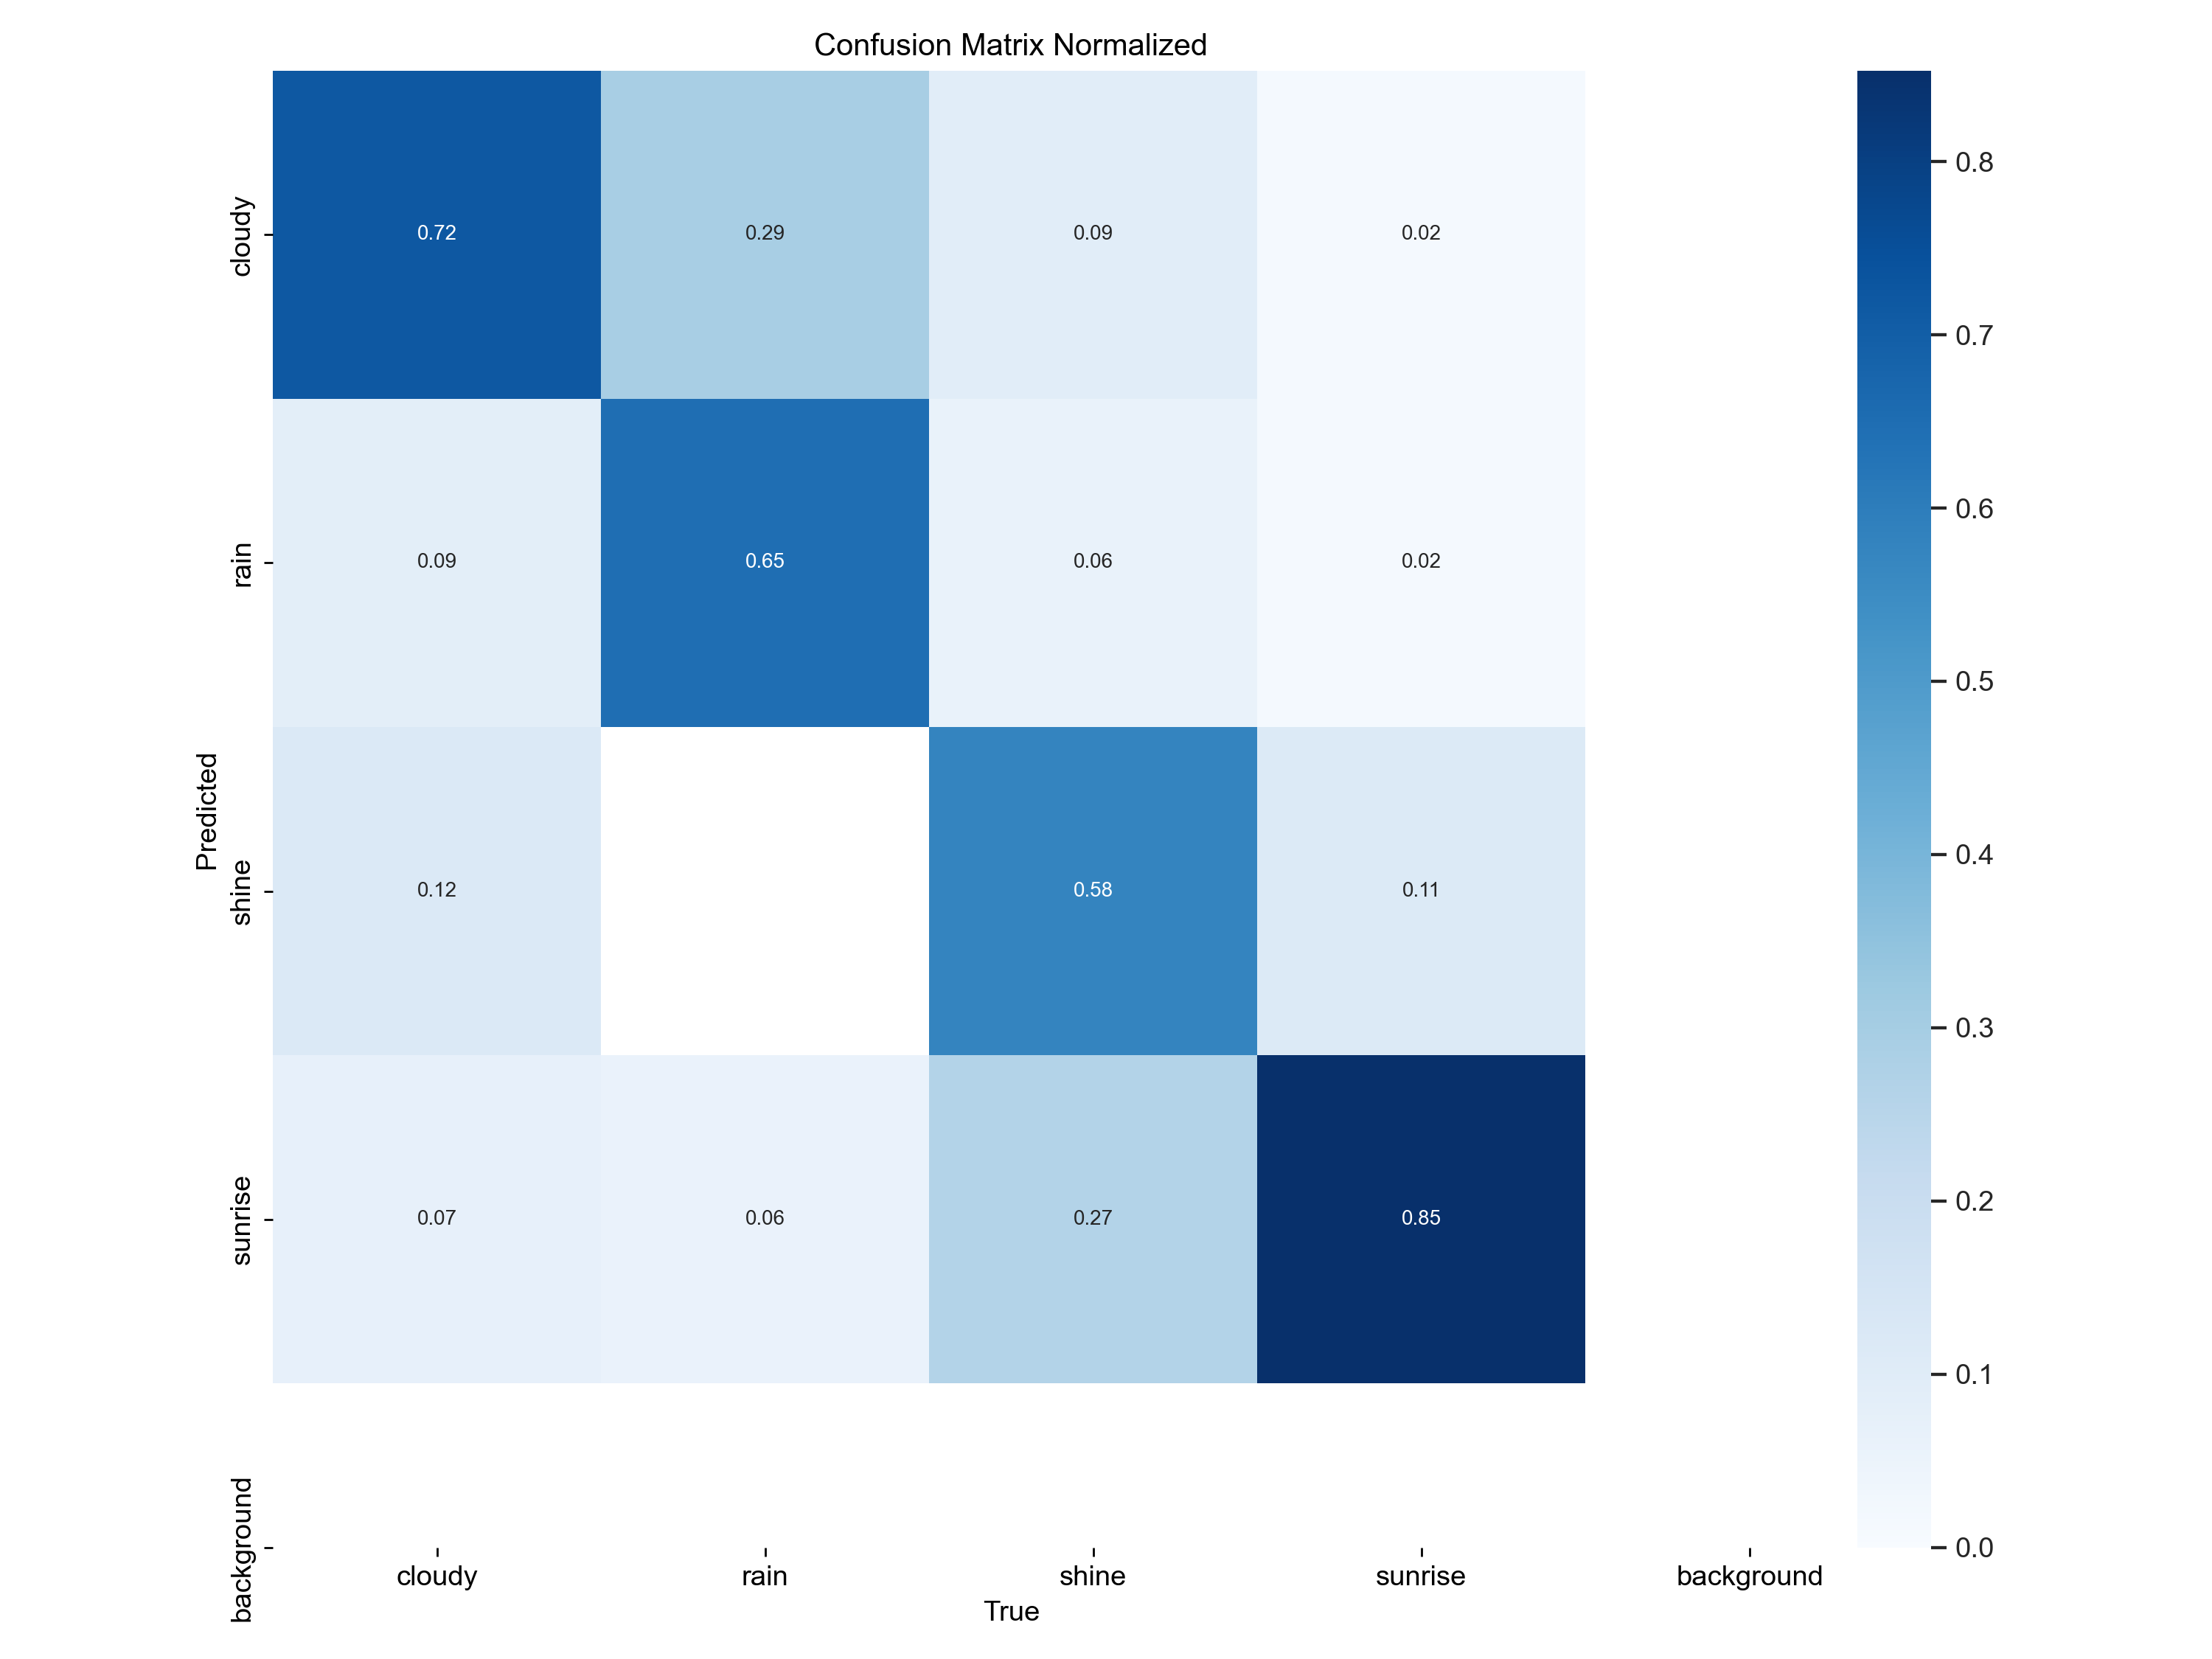 Confusion Matrix Normalized
cloudy
0.72
0.29
0.09
0.02
rain
0.09
0.65
0.06
0.02
shine
0.12
0.58
0.11
sunrise
0.07
0.06
0.27
0.85
background
Predicted
cloudy
rain
shine
sunrise
background
True
0.8
0.7
0.6
0.5
0.4
0.3
0.2
0.1
0.0